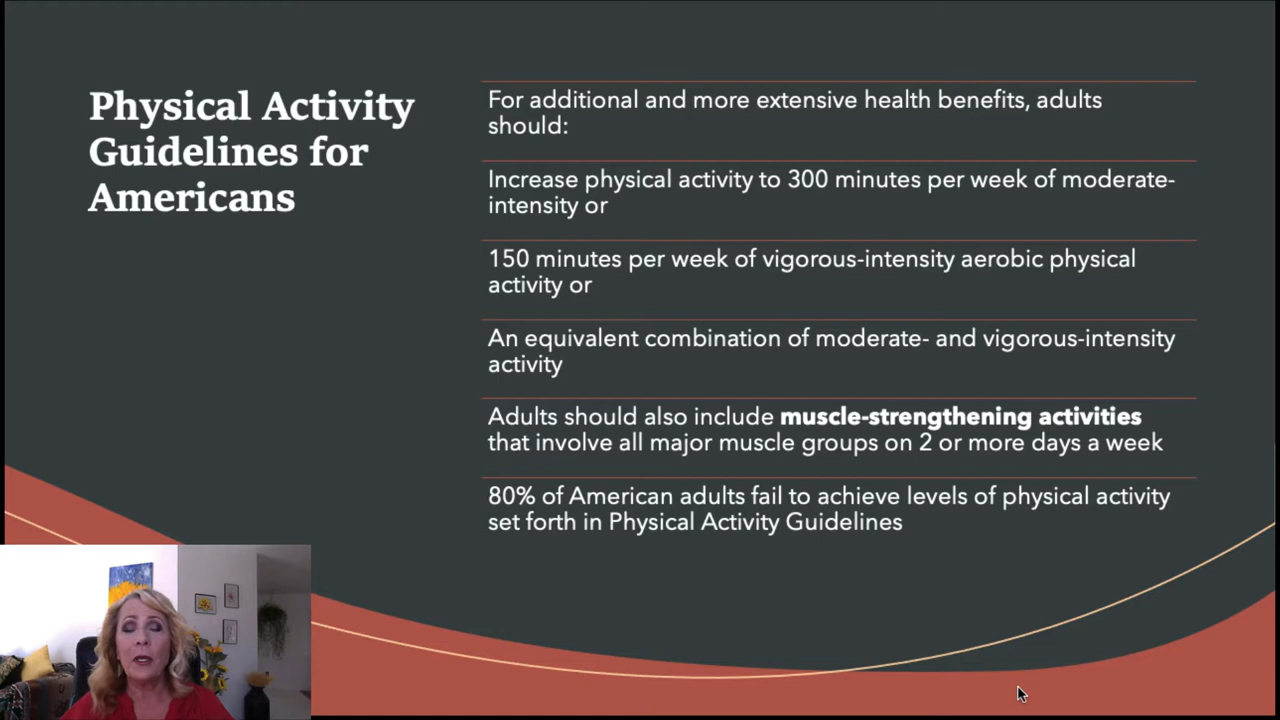 Physical Activity
Guidelines for
Americans
For additional and more extensive health benefits, adults
should:
Increase physical activity to 300 minutes per week of moderate-
intensity or
150 minutes per week of vigorous-intensity aerobic physical
activity or
An equivalent combination of moderate- and vigorous-intensity
activity
Adults should also include muscle-strengthening activities
that involve all major muscle groups on 2 or more days a week
80% of American adults fail to achieve levels of physical activity
set forth in Physical Activity Guidelines